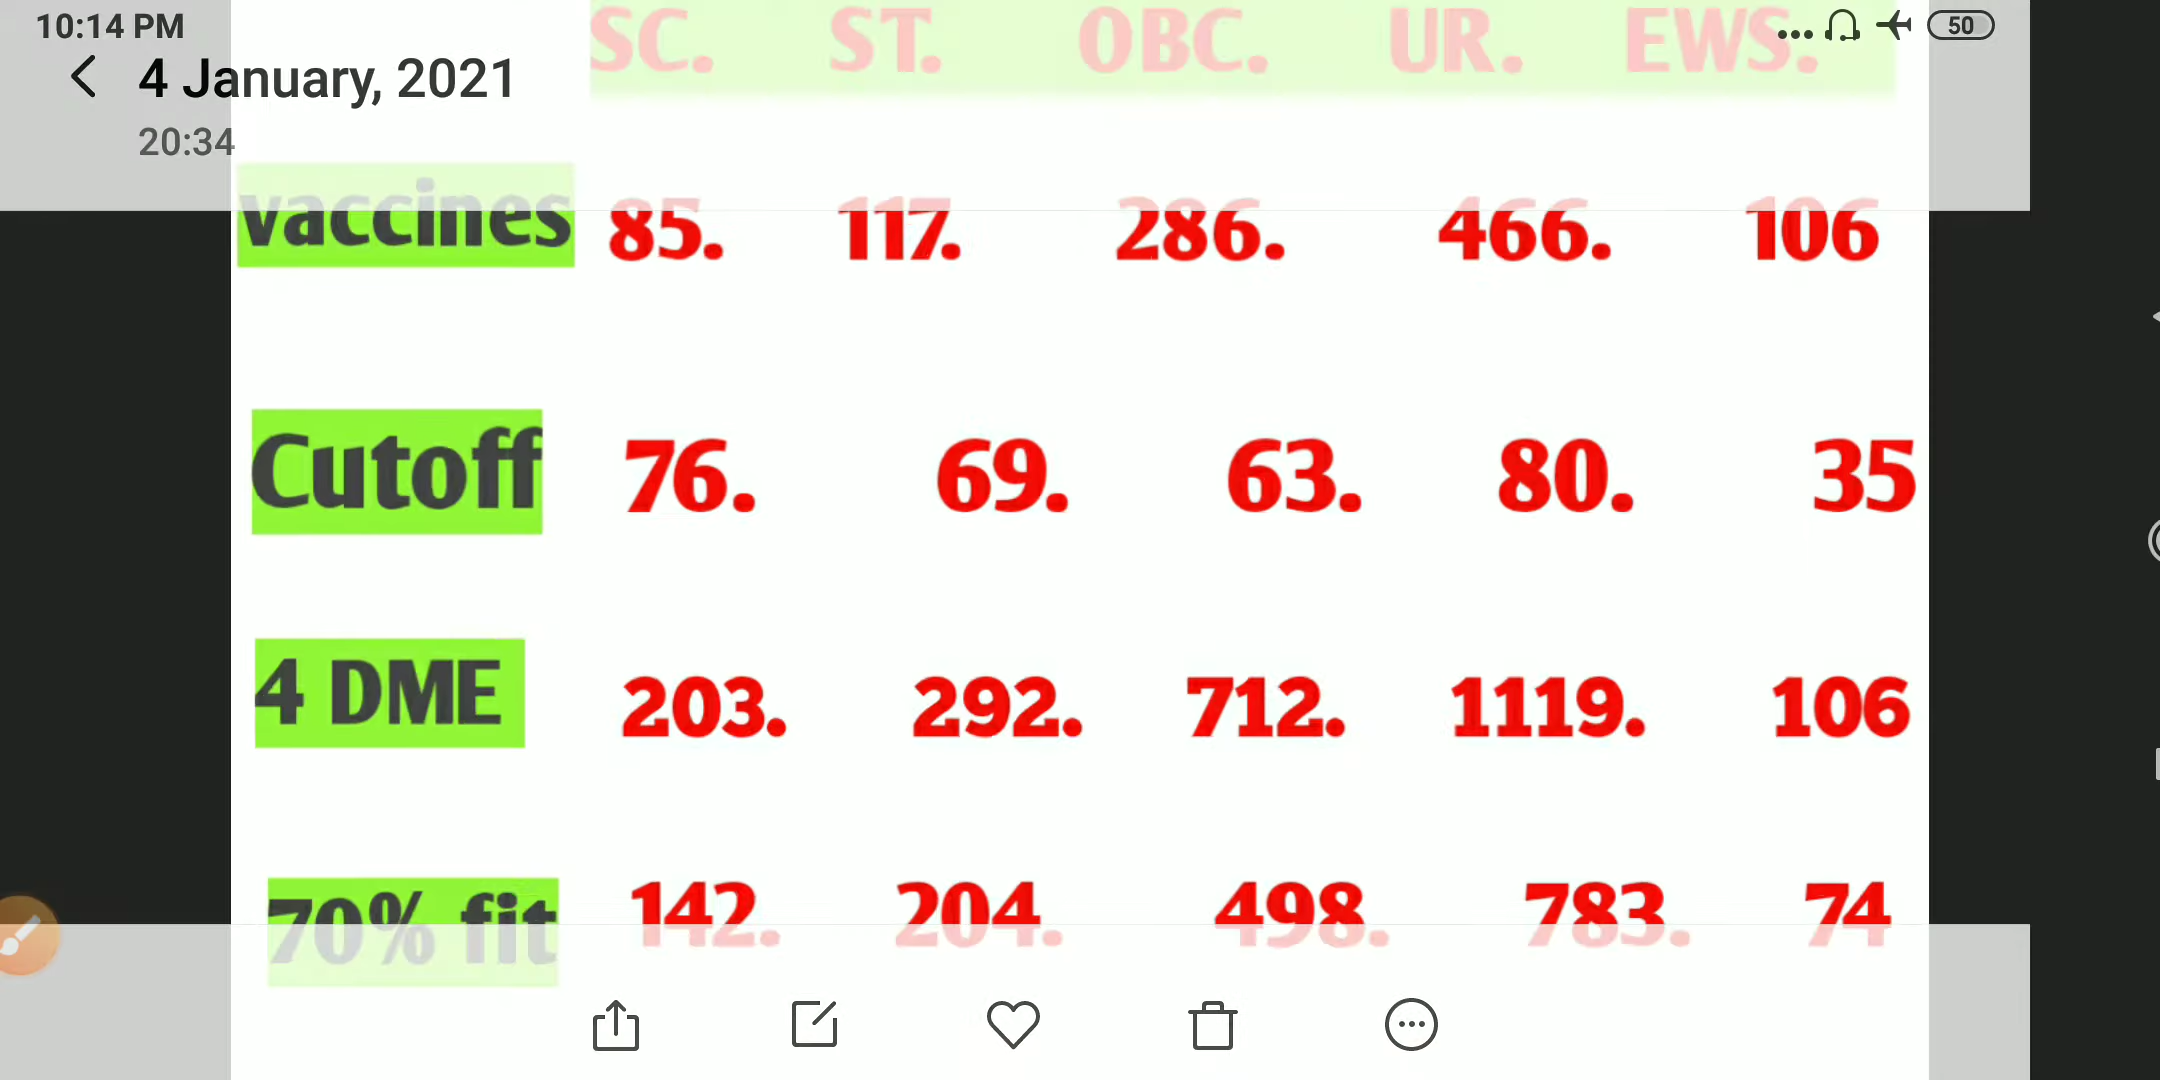 10:14 PM
50
4 January, 2021
20:34
SC. ST. OBC. UR. EWS.
vaccines 85. 117. 286. 466. 106
Cutoff 76. 69. 63. 80. 35
4 DME 203. 292. 712. 1119. 106
70% fit 142. 204. 498. 783. 74